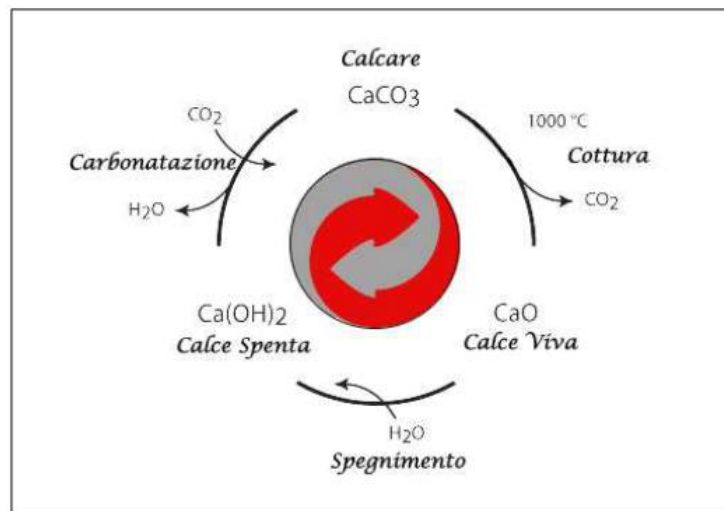 Calcare
CaCO3
CO2
1000 °C
Carbonatazione
Cottura
H2O
CO2
Ca(OH)2
CaO
Calce Spenta
Calce Viva
H2O
Spegnimento